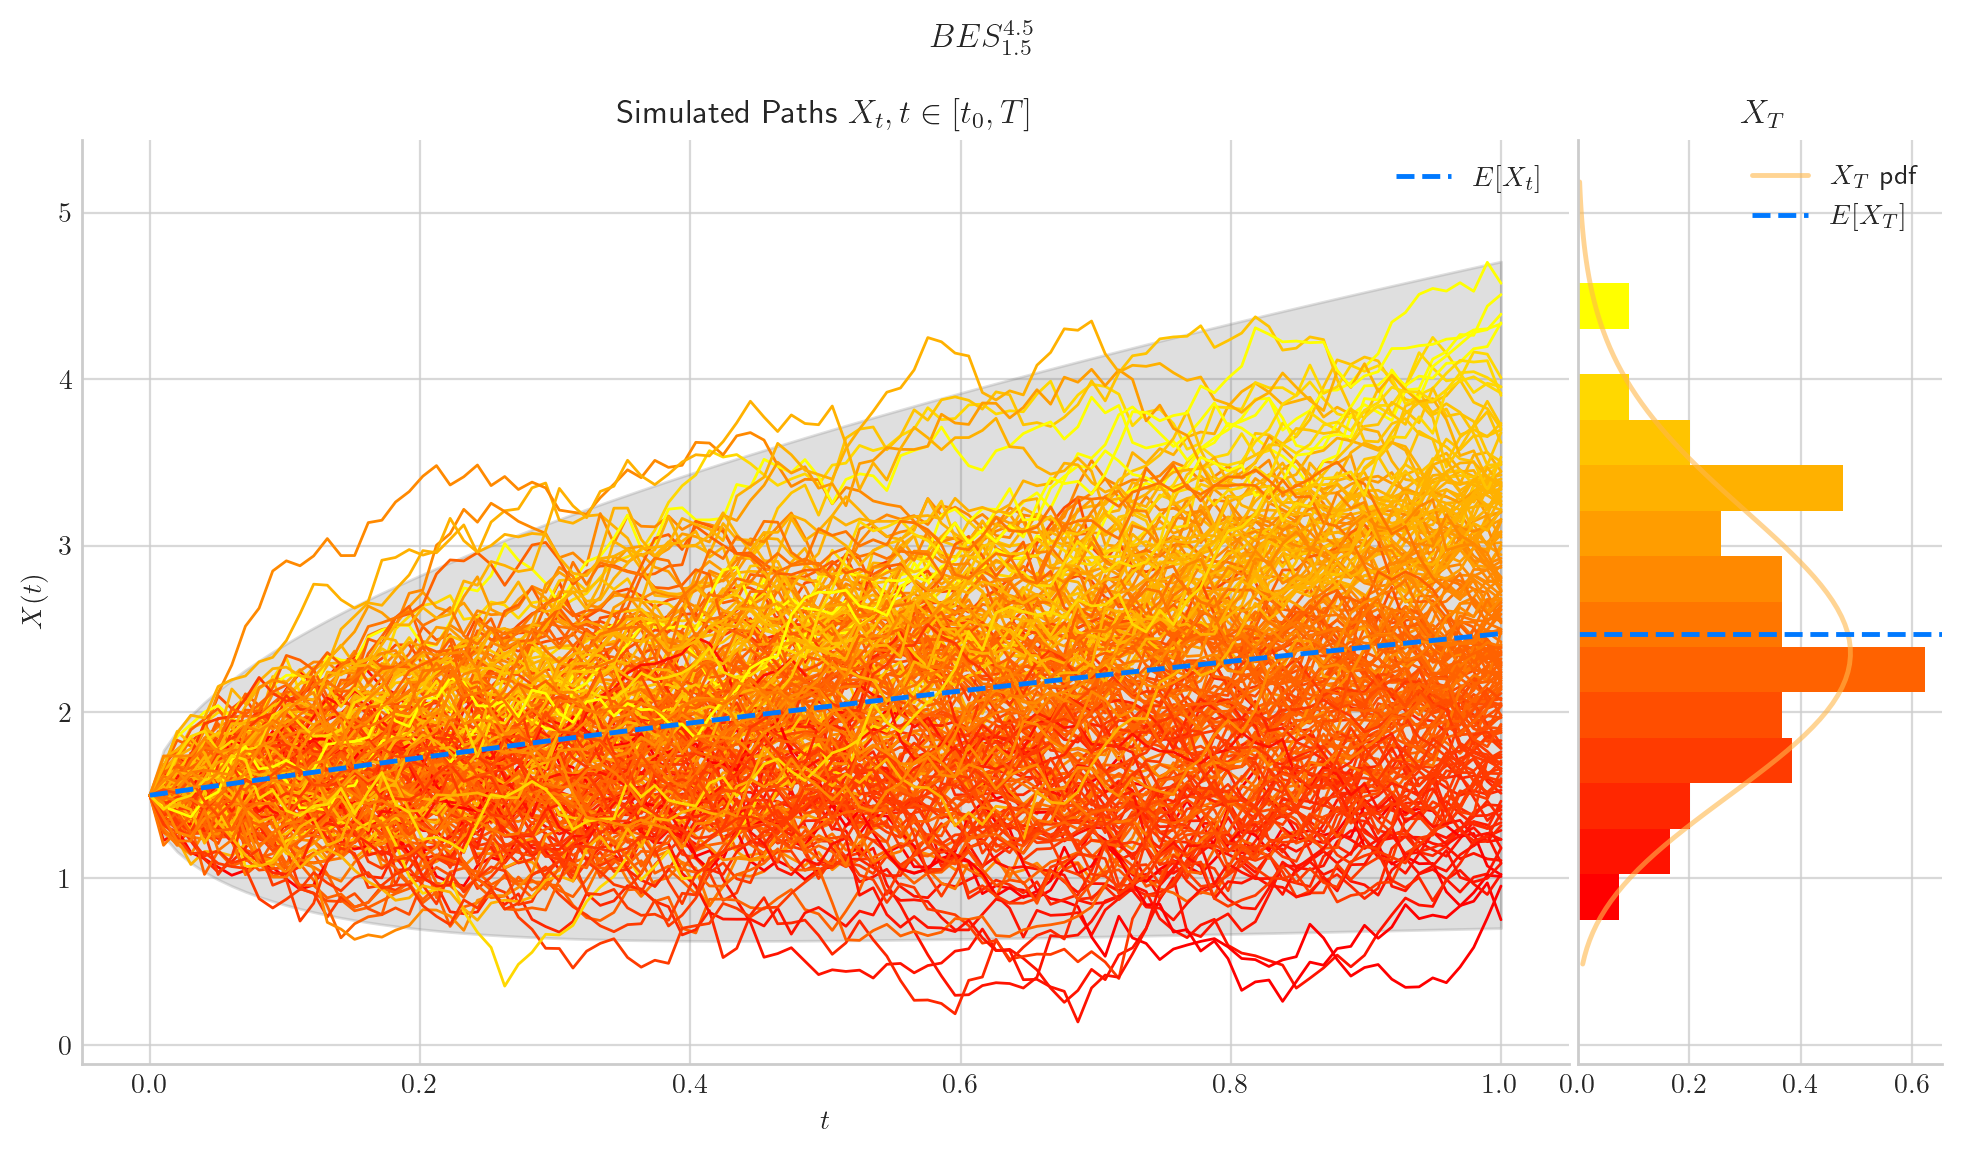 BES_{1.5}^{4.5}
Simulated Paths X_t, t ∈ [t_0, T]
X_T
E[X_t]
X_T pdf
E[X_T]
5
4
3
2
1
0
X(t)
0.0 0.2 0.4 0.6 0.8 1.0
0.0 0.2 0.4 0.6
t